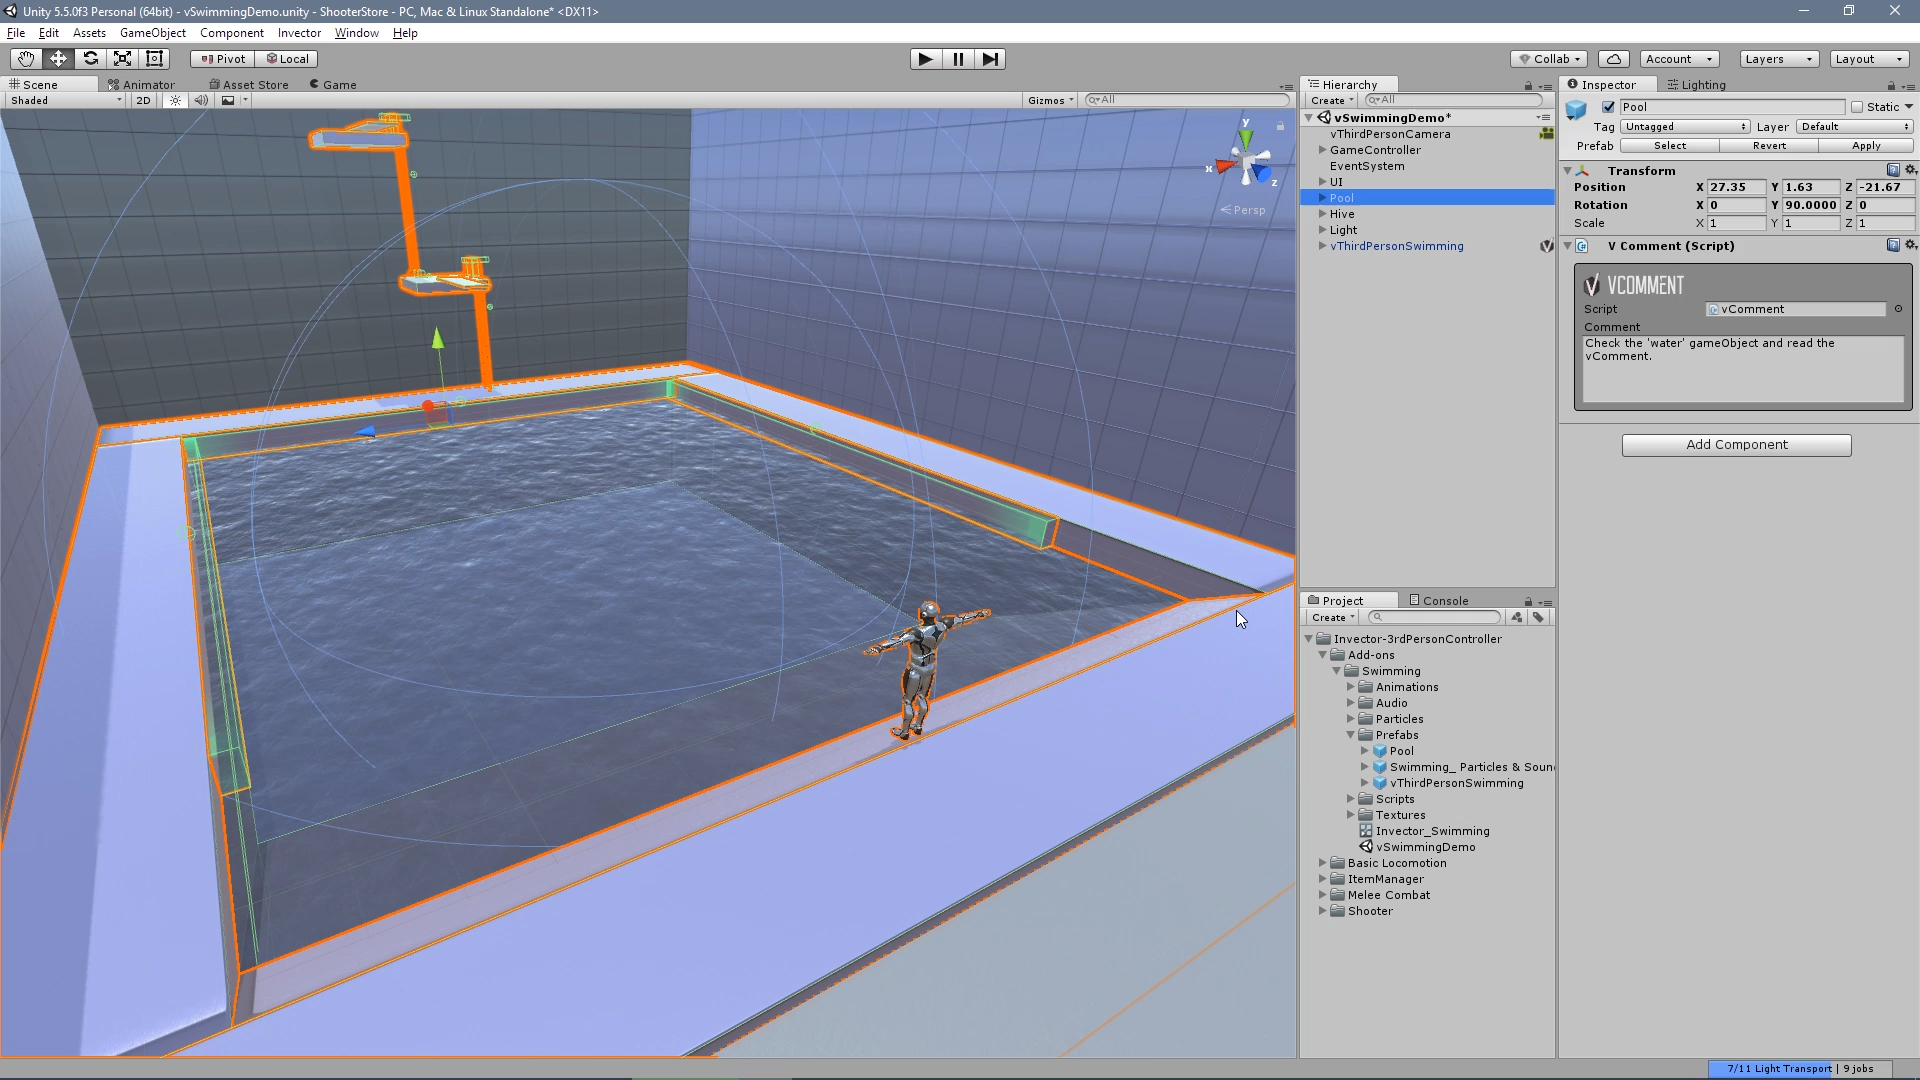 Unity 5.5.0f3 Personal (64bit) - vSwimmingDemo.unity - ShooterStore - PC, Mac & Linux Standalone* <DX11>
File Edit Assets GameObject Component Invector Window Help
Pivot Local
Collab Account Layers Layout
Scene Animator Asset Store Game
Shaded 2D Gizmos All
y
x
z
Persp
Hierarchy
Create All
vSwimmingDemo*
vThirdPersonCamera
GameController
EventSystem
UI
Pool
Hive
Light
vThirdPersonSwimming
Project Console
Create
Invector-3rdPersonController
Add-ons
Swimming
Animations
Audio
Particles
Prefabs
Pool
Swimming_ Particles & Soun
vThirdPersonSwimming
Scripts
Textures
Invector_Swimming
vSwimmingDemo
Basic Locomotion
ItemManager
Melee Combat
Shooter
Inspector Lighting
Pool Static
Tag Untagged Layer Default
Prefab Select Revert Apply
Transform
Position X 27.35 Y 1.63 Z -21.67
Rotation X 0 Y 90.0000 Z 0
Scale X 1 Y 1 Z 1
V Comment (Script)
VCOMMENT
Script vComment
Comment
Check the 'water' gameObject and read the
vComment.
Add Component
7/11 Light Transport | 9 jobs